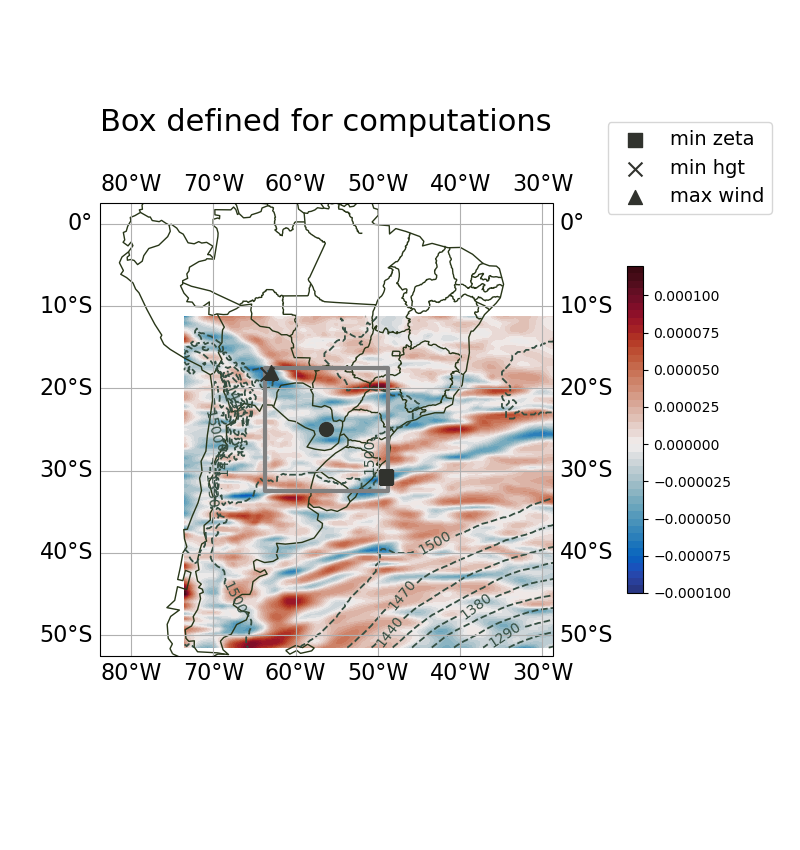 Box defined for computations
min zeta
min hgt
max wind
80°W 70°W 60°W 50°W 40°W 30°W
0° 0°
10°S 10°S
20°S 20°S
30°S 30°S
40°S 40°S
50°S 50°S
80°W 70°W 60°W 50°W 40°W 30°W
1500
1500
1500
1470
1440
1380
1290
0.000100
0.000075
0.000050
0.000025
0.000000
−0.000025
−0.000050
−0.000075
−0.000100